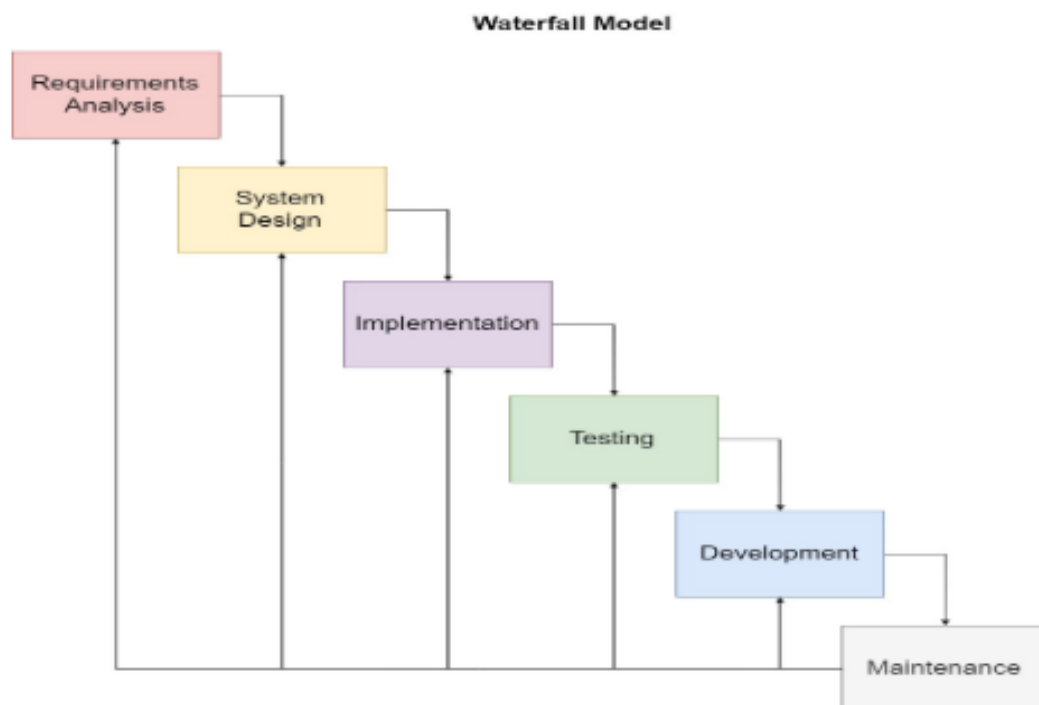 Waterfall Model
Requirements
Analysis
System
Design
Implementation
Testing
Development
Maintenance